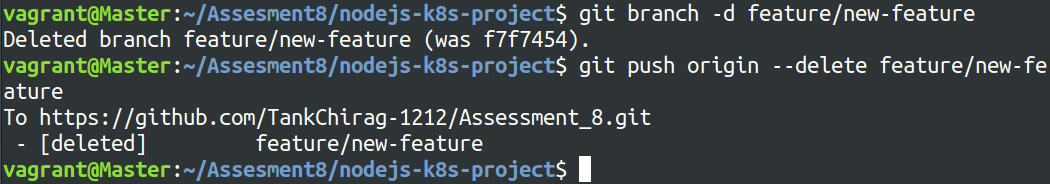 vagrant@Master:~/Assesment8/nodejs-k8s-project$ git branch -d feature/new-feature
Deleted branch feature/new-feature (was f7f7454).
vagrant@Master:~/Assesment8/nodejs-k8s-project$ git push origin --delete feature/new-fe
ature
To https://github.com/TankChirag-1212/Assessment_8.git
 - [deleted]         feature/new-feature
vagrant@Master:~/Assesment8/nodejs-k8s-project$